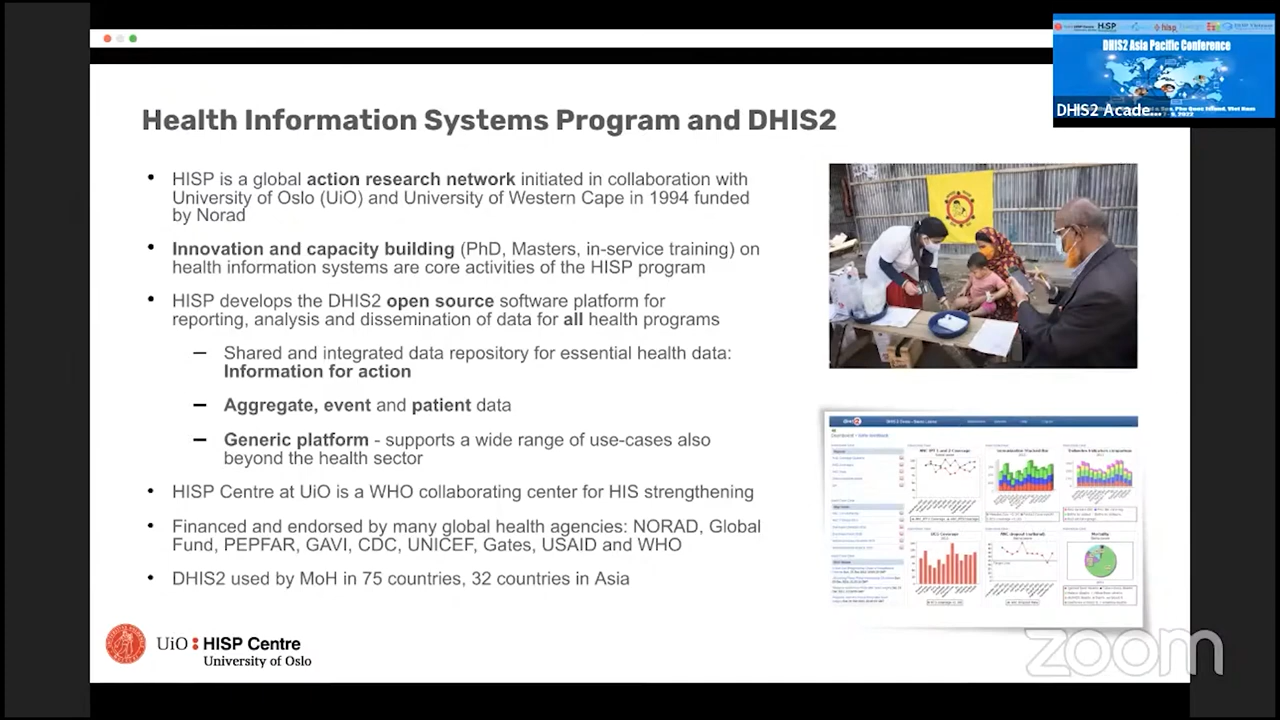 DHIS2 Asia Pacific Conference
DHIS2 Acade...
Health Information Systems Program and DHIS2
• HISP is a global action research network initiated in collaboration with
University of Oslo (UiO) and University of Western Cape in 1994 funded
by Norad
• Innovation and capacity building (PhD, Masters, in-service training) on
health information systems are core activities of the HISP program
• HISP develops the DHIS2 open source software platform for
reporting, analysis and dissemination of data for all health programs
– Shared and integrated data repository for essential health data:
Information for action
– Aggregate, event and patient data
– Generic platform - supports a wide range of use-cases also
beyond the health sector
• HISP Centre at UiO is a WHO collaborating center for HIS strengthening
• Financed and endorced by many global health agencies: NORAD, Global
Fund, PEPFAR, GAVI, CDC, UNICEF, Gates, USAID and WHO
• DHIS2 used by MoH in 75 countries, 32 countries in Asia
UiO HISP Centre
University of Oslo
zoom